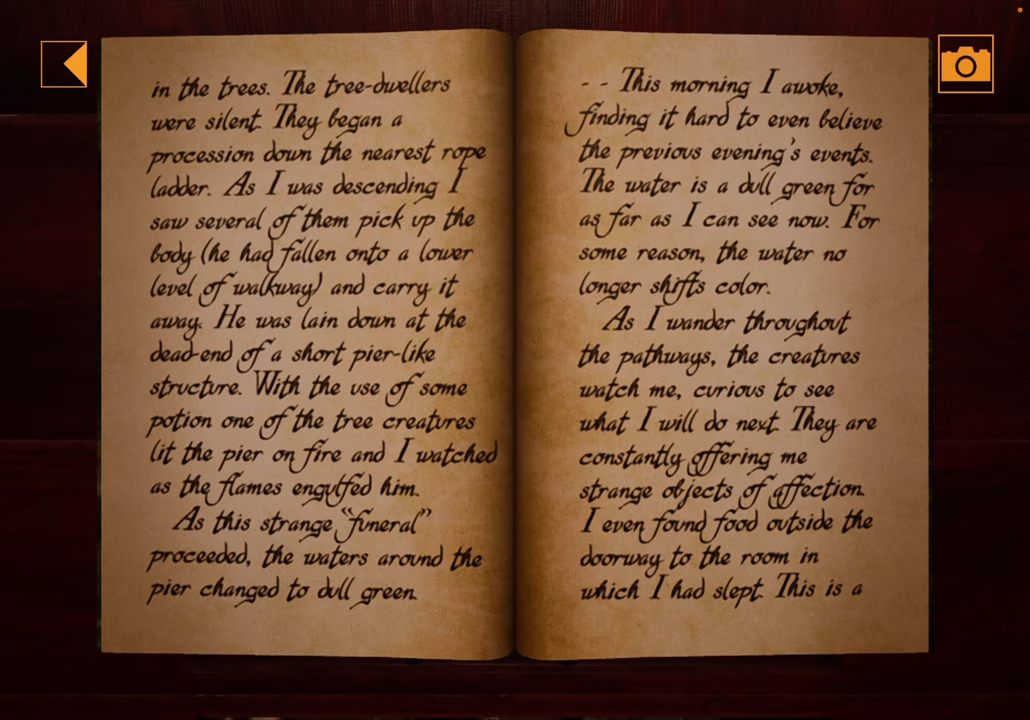 in the trees. The tree-dwellers
were silent. They began a
procession down the nearest rope
ladder. As I was descending I
saw several of them pick up the
body (he had fallen onto a lower
level of walkway) and carry it
away. He was lain down at the
dead-end of a short pier-like
structure. With the use of some
potion one of the tree creatures
lit the pier on fire and I watched
as the flames engulfed him.
As this strange "funeral"
proceeded, the waters around the
pier changed to dull green.
- - This morning I awoke,
finding it hard to even believe
the previous evening's events.
The water is a dull green for
as far as I can see now. For
some reason, the water no
longer shifts color.
As I wander throughout
the pathways, the creatures
watch me, curious to see
what I will do next. They are
constantly offering me
strange objects of affection.
I even found food outside the
doorway to the room in
which I had slept. This is a